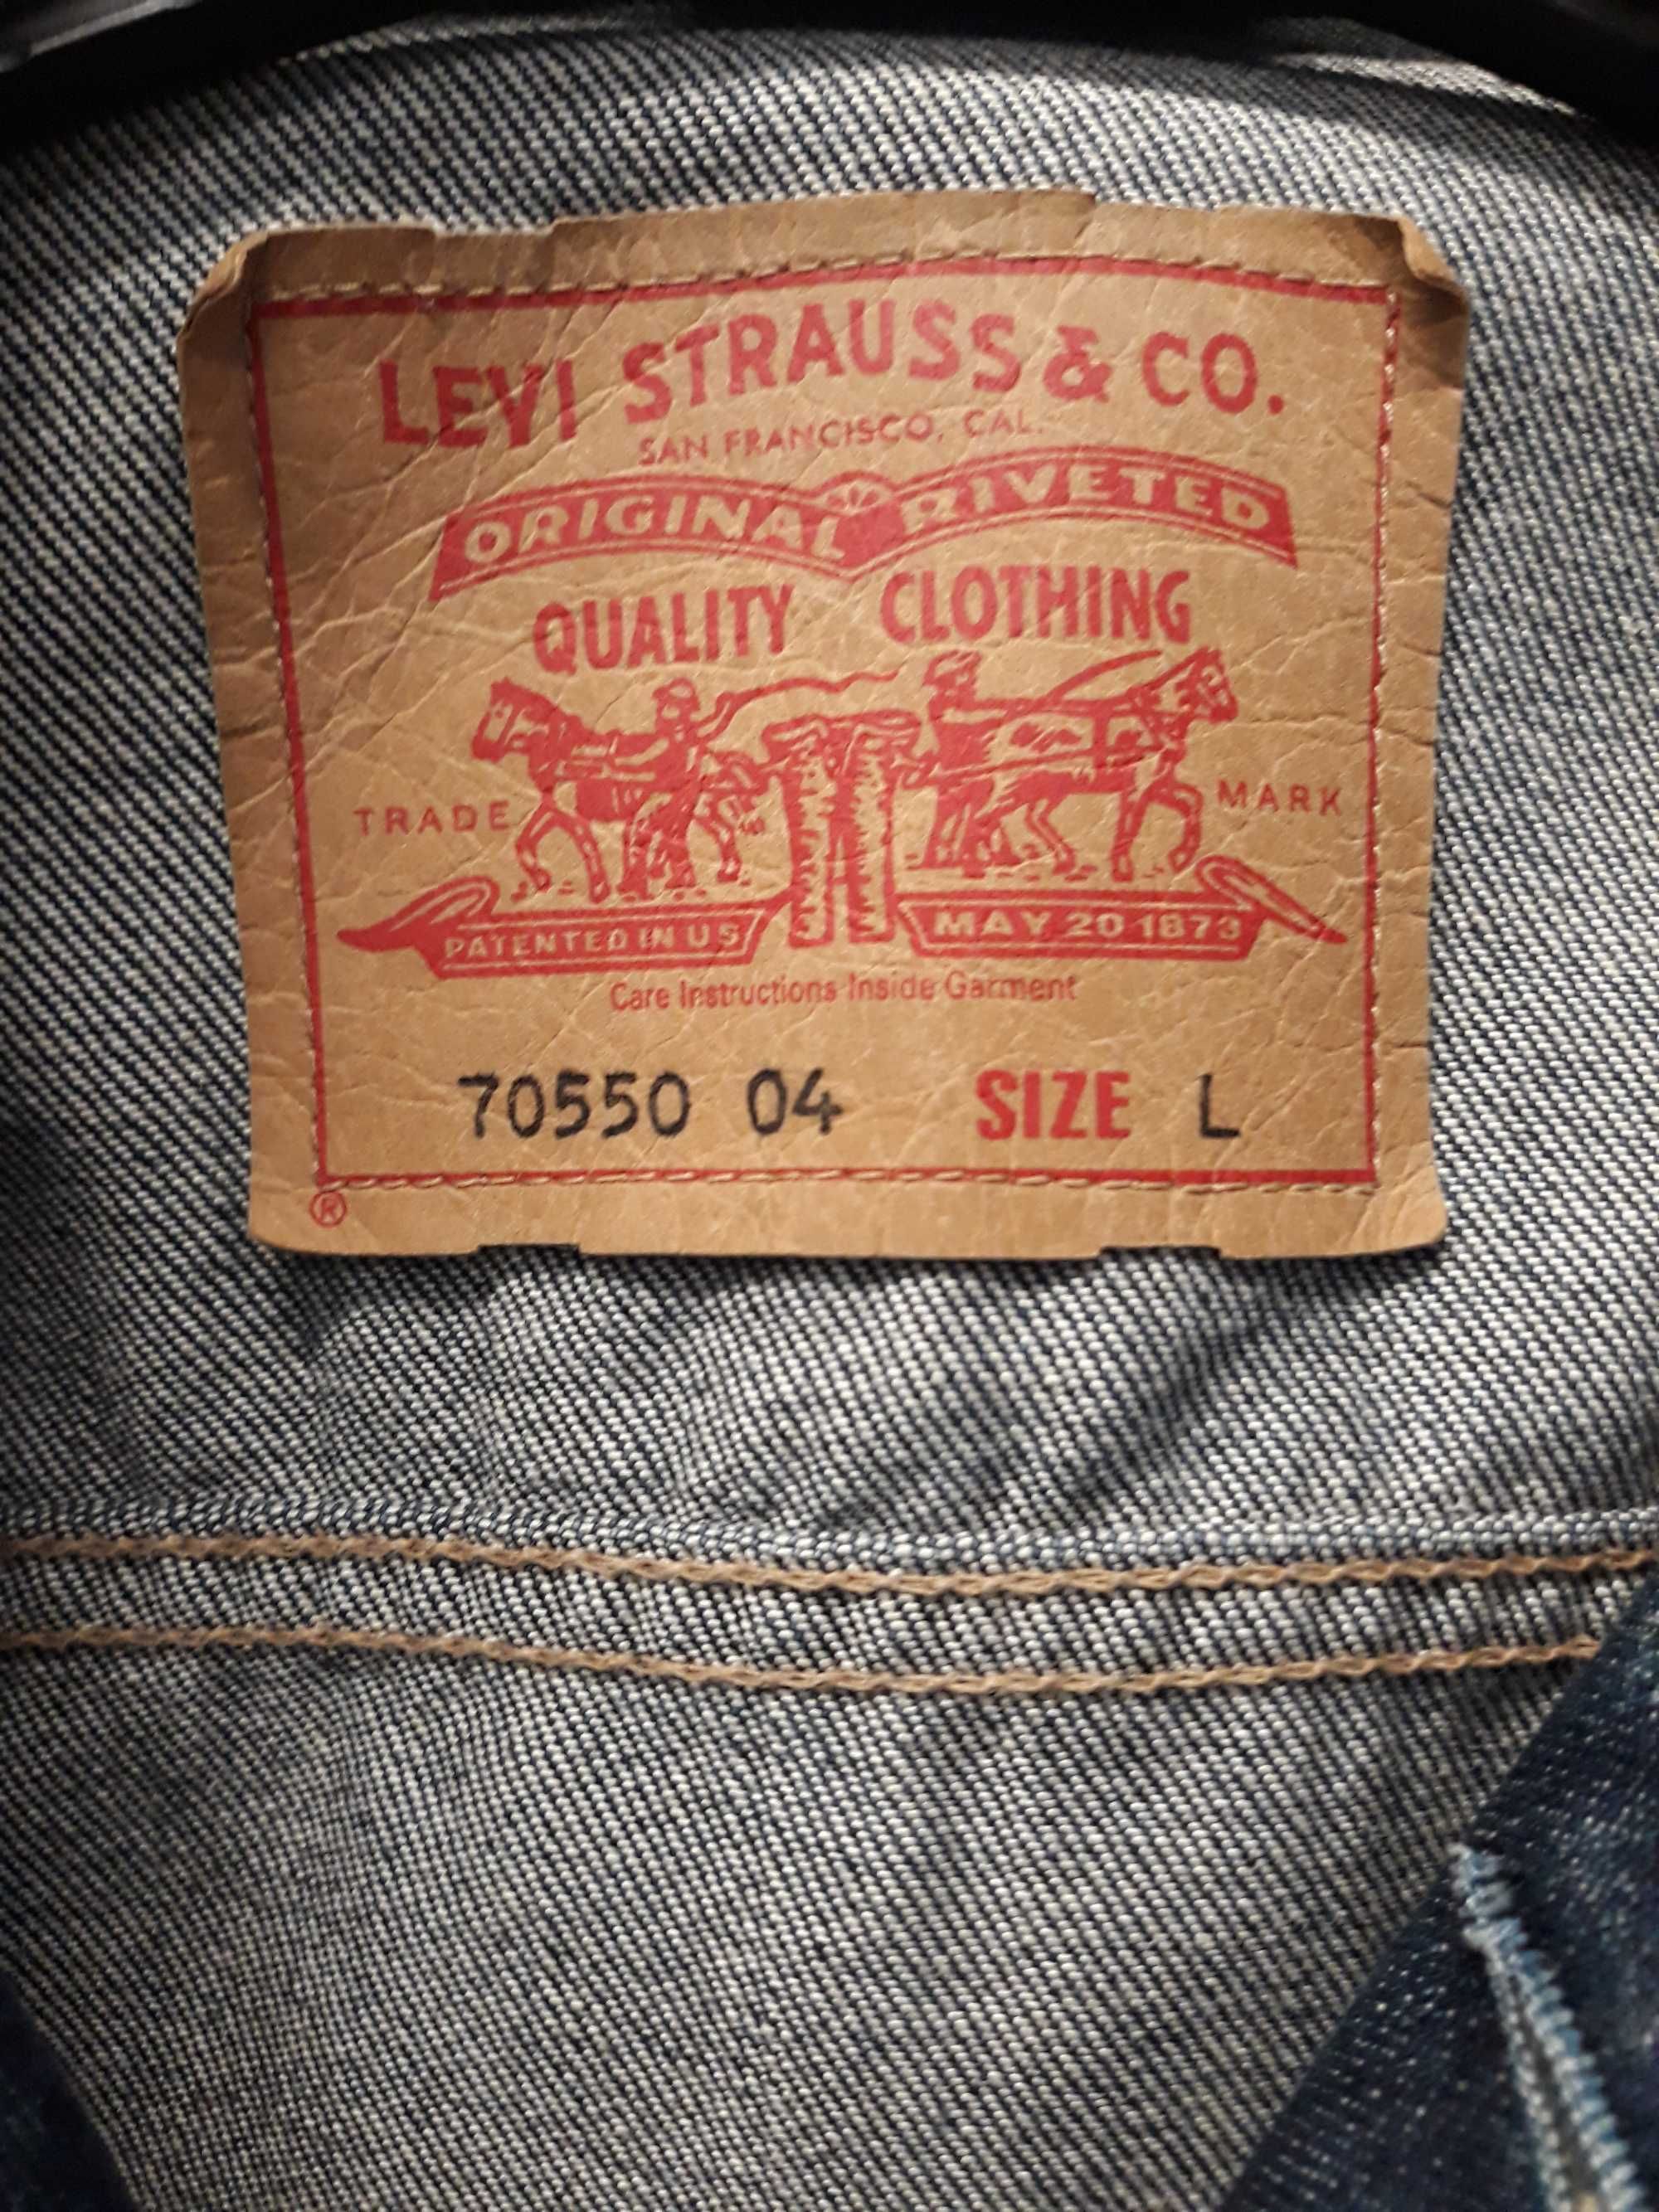 LEVI STRAUSS & CO.
SAN FRANCISCO, CAL.
ORIGINAL RIVETED
QUALITY CLOTHING
TRADE MARK
PATENTED IN U S MAY 20 1873
Care Instructions Inside Garment
70550 04 SIZE L
®